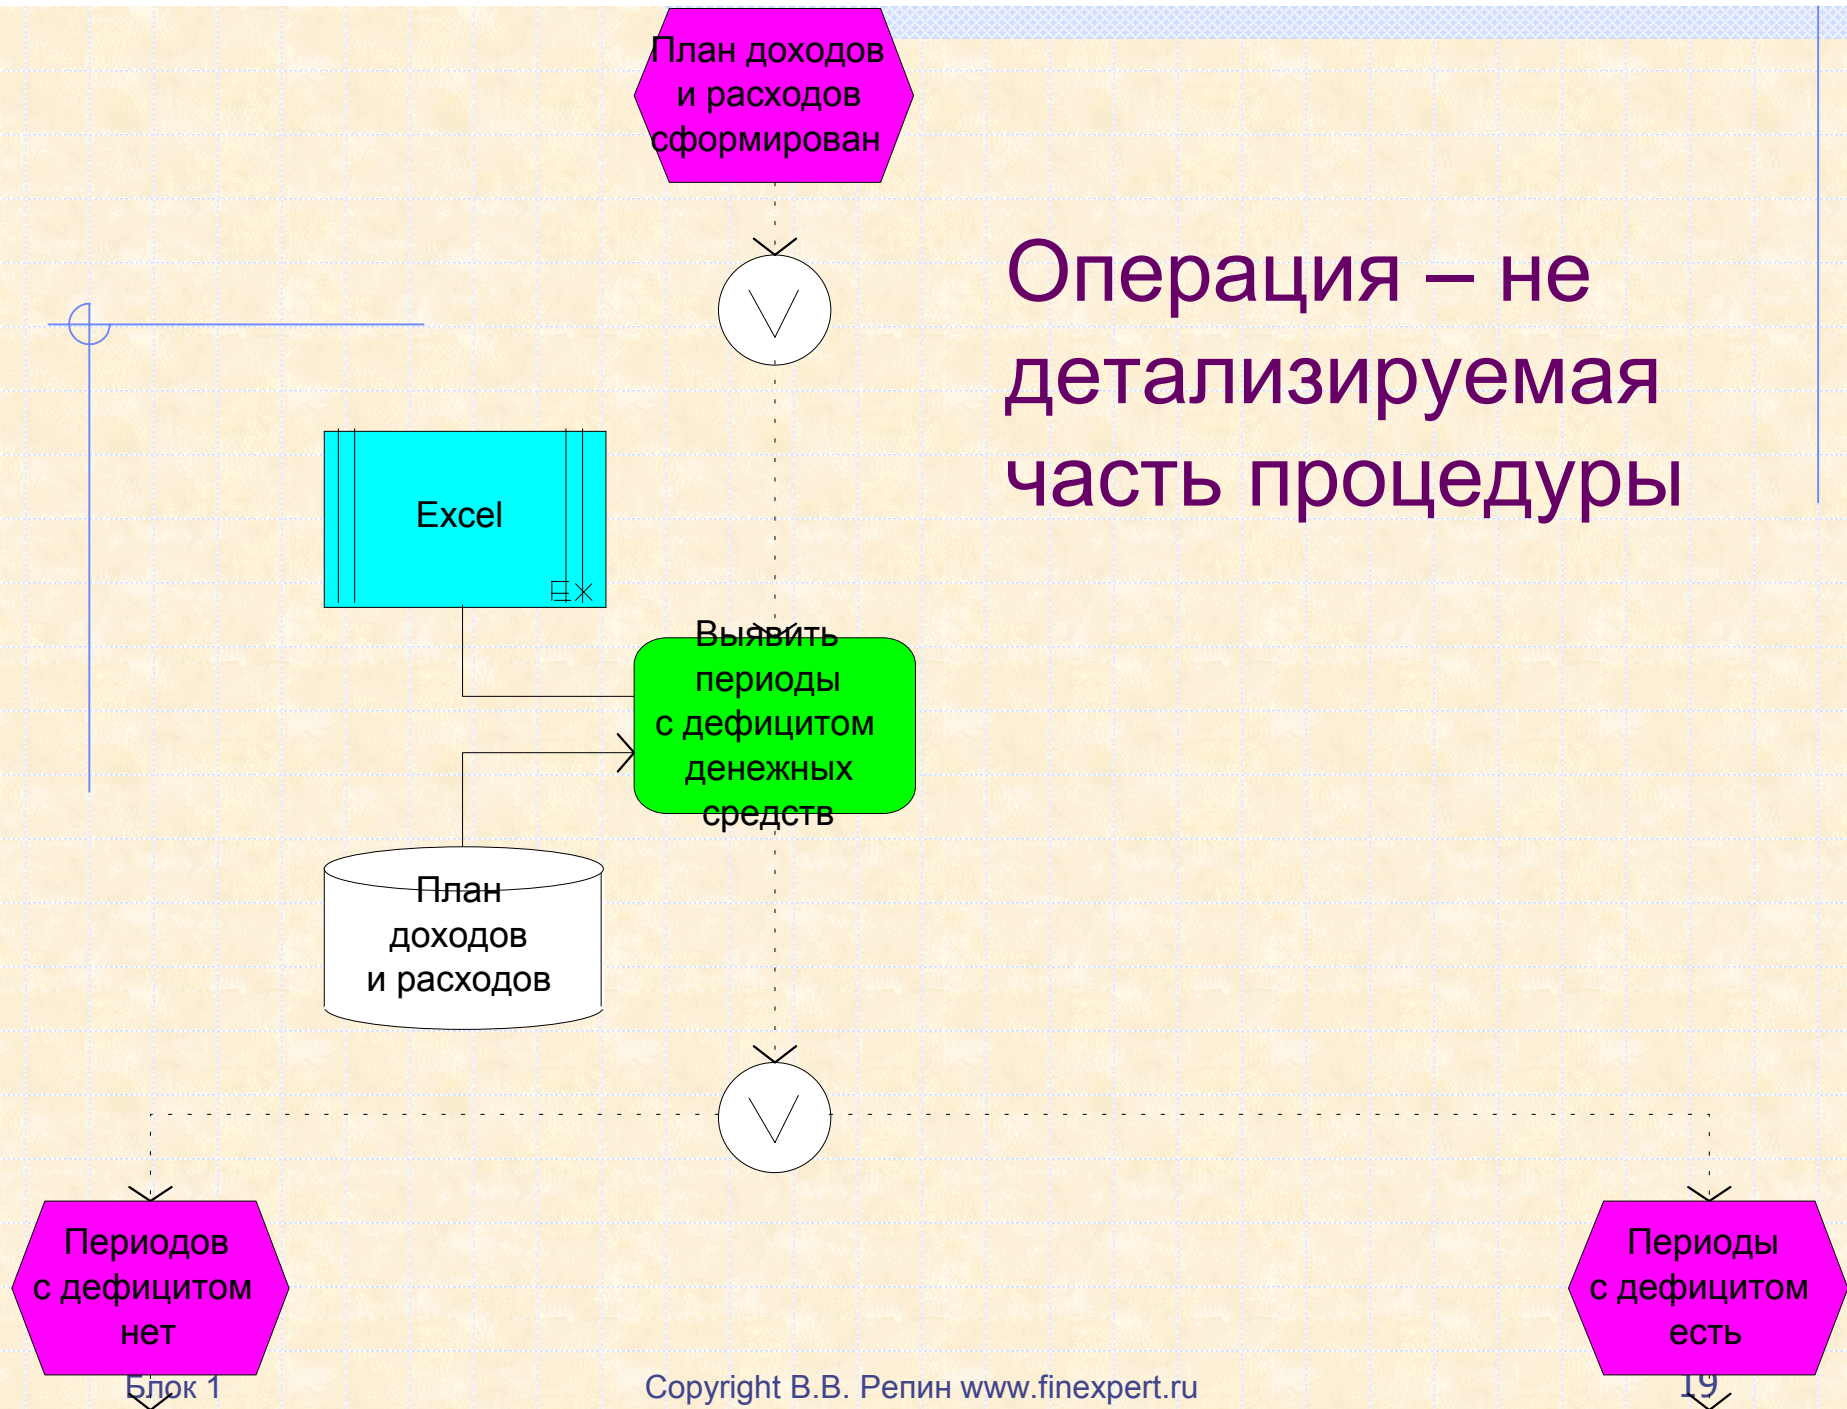 План доходов
и расходов
сформирован
Операция – не
детализируемая
часть процедуры
Excel
Ex
Выявить
периоды
с дефицитом
денежных
средств
План
доходов
и расходов
Периодов
с дефицитом
нет
Периоды
с дефицитом
есть
Блок 1
Copyright В.В. Репин www.finexpert.ru
19